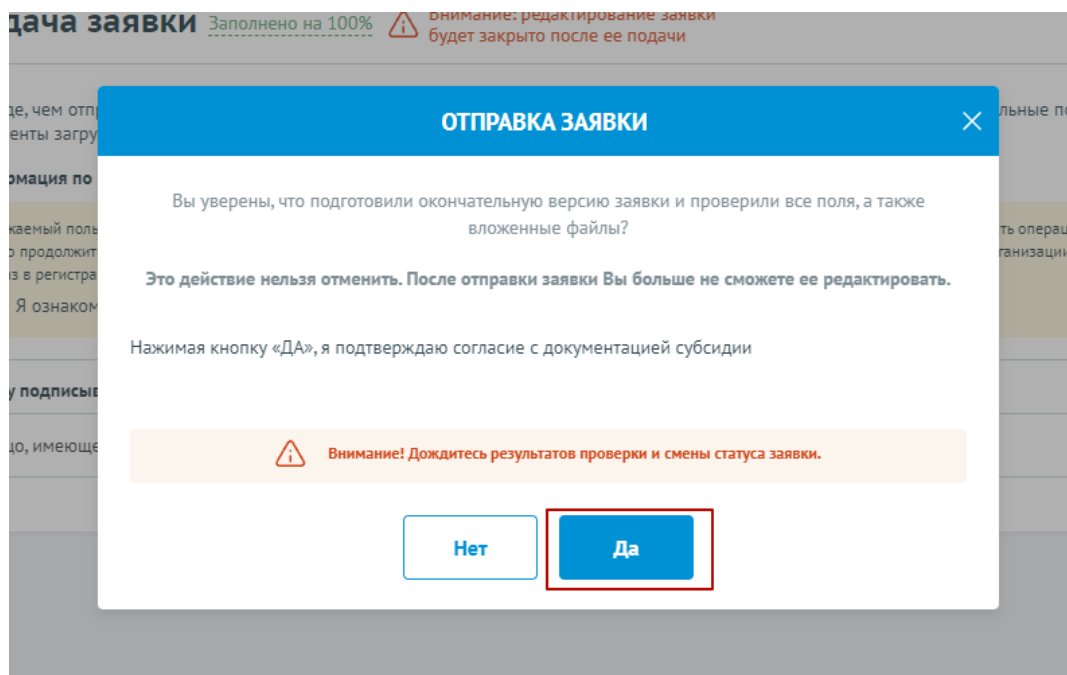 заявки Заполнено на 100%
Внимание: редактирование заявки
будет закрыто после ее подачи
чем
ОТПРАВКА ЗАЯВКИ
Вы уверены, что подготовили окончательную версию заявки и проверили все поля, а также
вложенные файлы?
Это действие нельзя отменить. После отправки заявки Вы больше не сможете ее редактировать.
Я
Нажимая кнопку «ДА», я подтверждаю согласие с документацией субсидии
Внимание! Дождитесь результатов проверки и смены статуса заявки.
Нет
Да